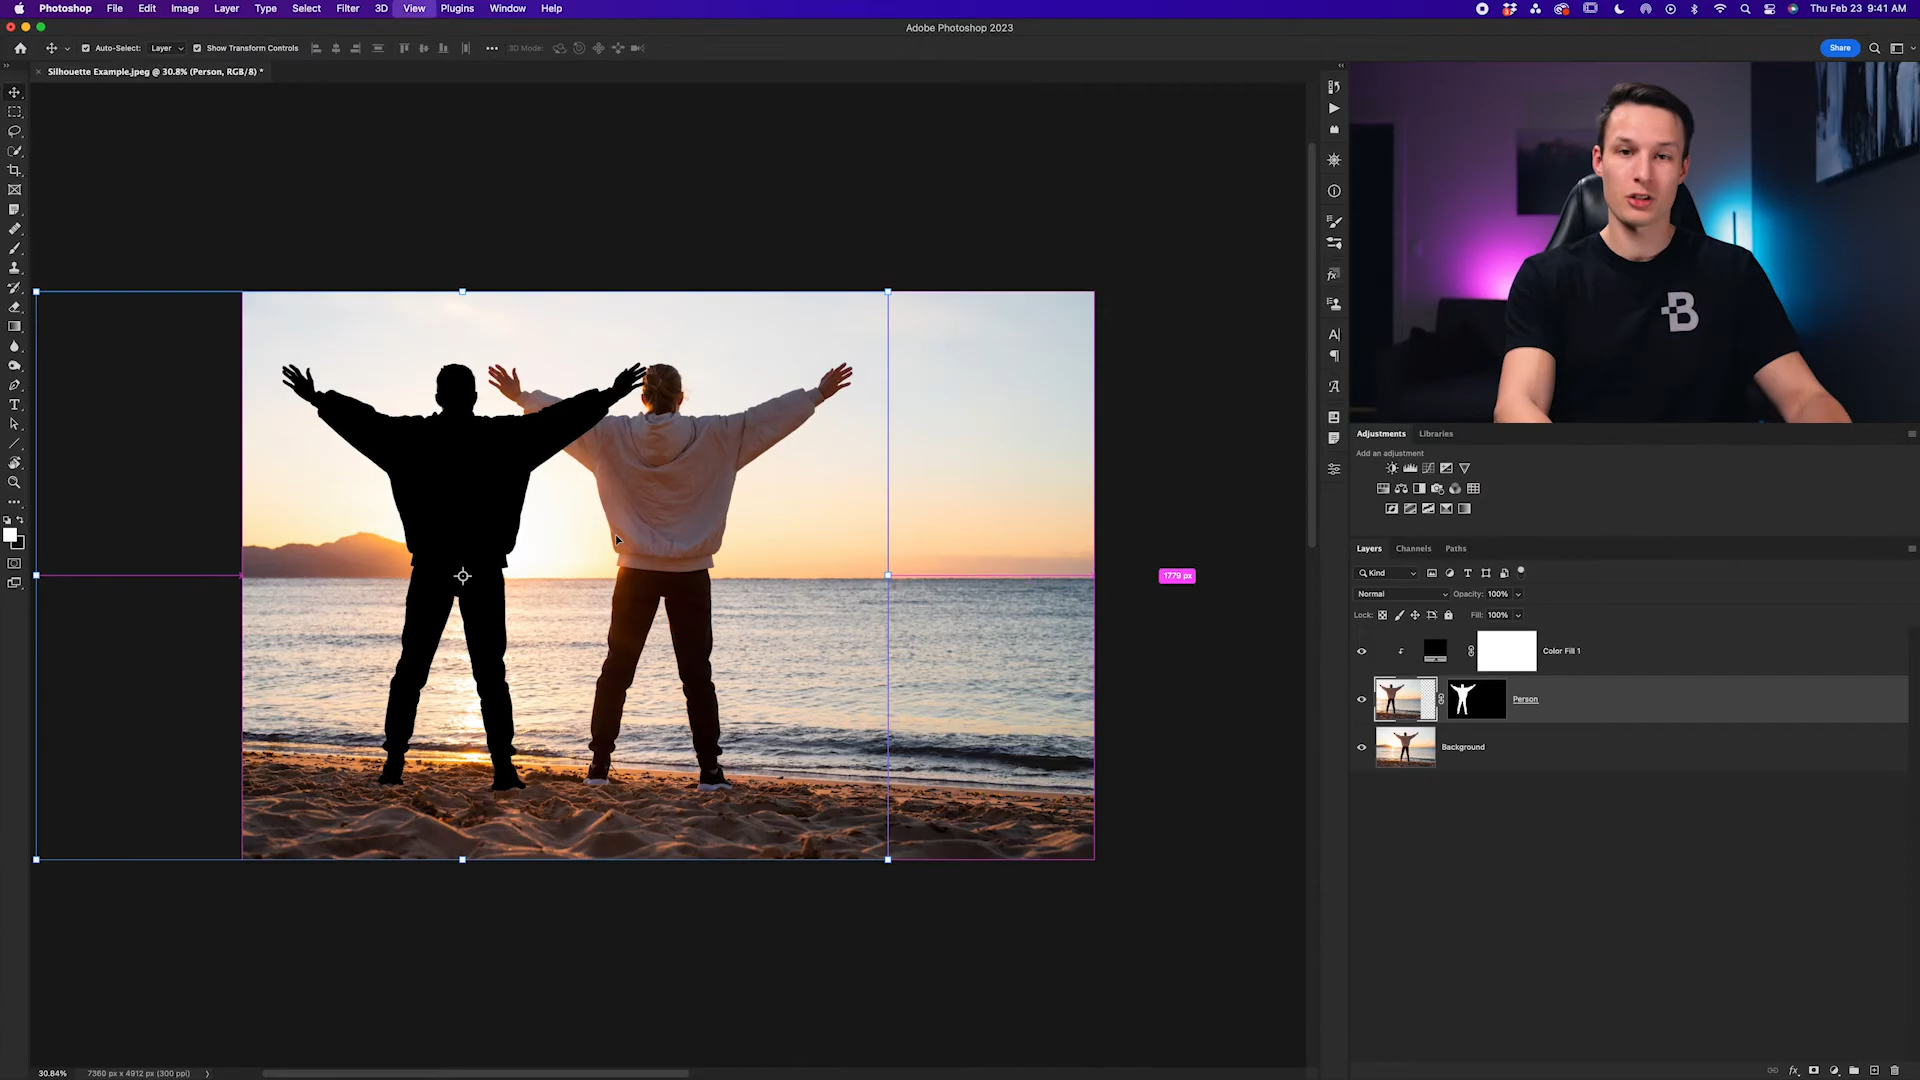 Photoshop File Edit Image Layer Type Select Filter 3D View Plugins Window Help
Thu Feb 23 9:41 AM
Adobe Photoshop 2023
Auto-Select: Layer Show Transform Controls
3D Mode:
Share
Silhouette Example.jpeg @ 30.8% (Person, RGB/8) *
B
Adjustments Libraries
Add an adjustment
Layers Channels Paths
Kind
Normal Opacity: 100%
Lock: Fill: 100%
1779 px
Color Fill 1
Person
Background
30.84% 7360 px x 4912 px (300 ppi)